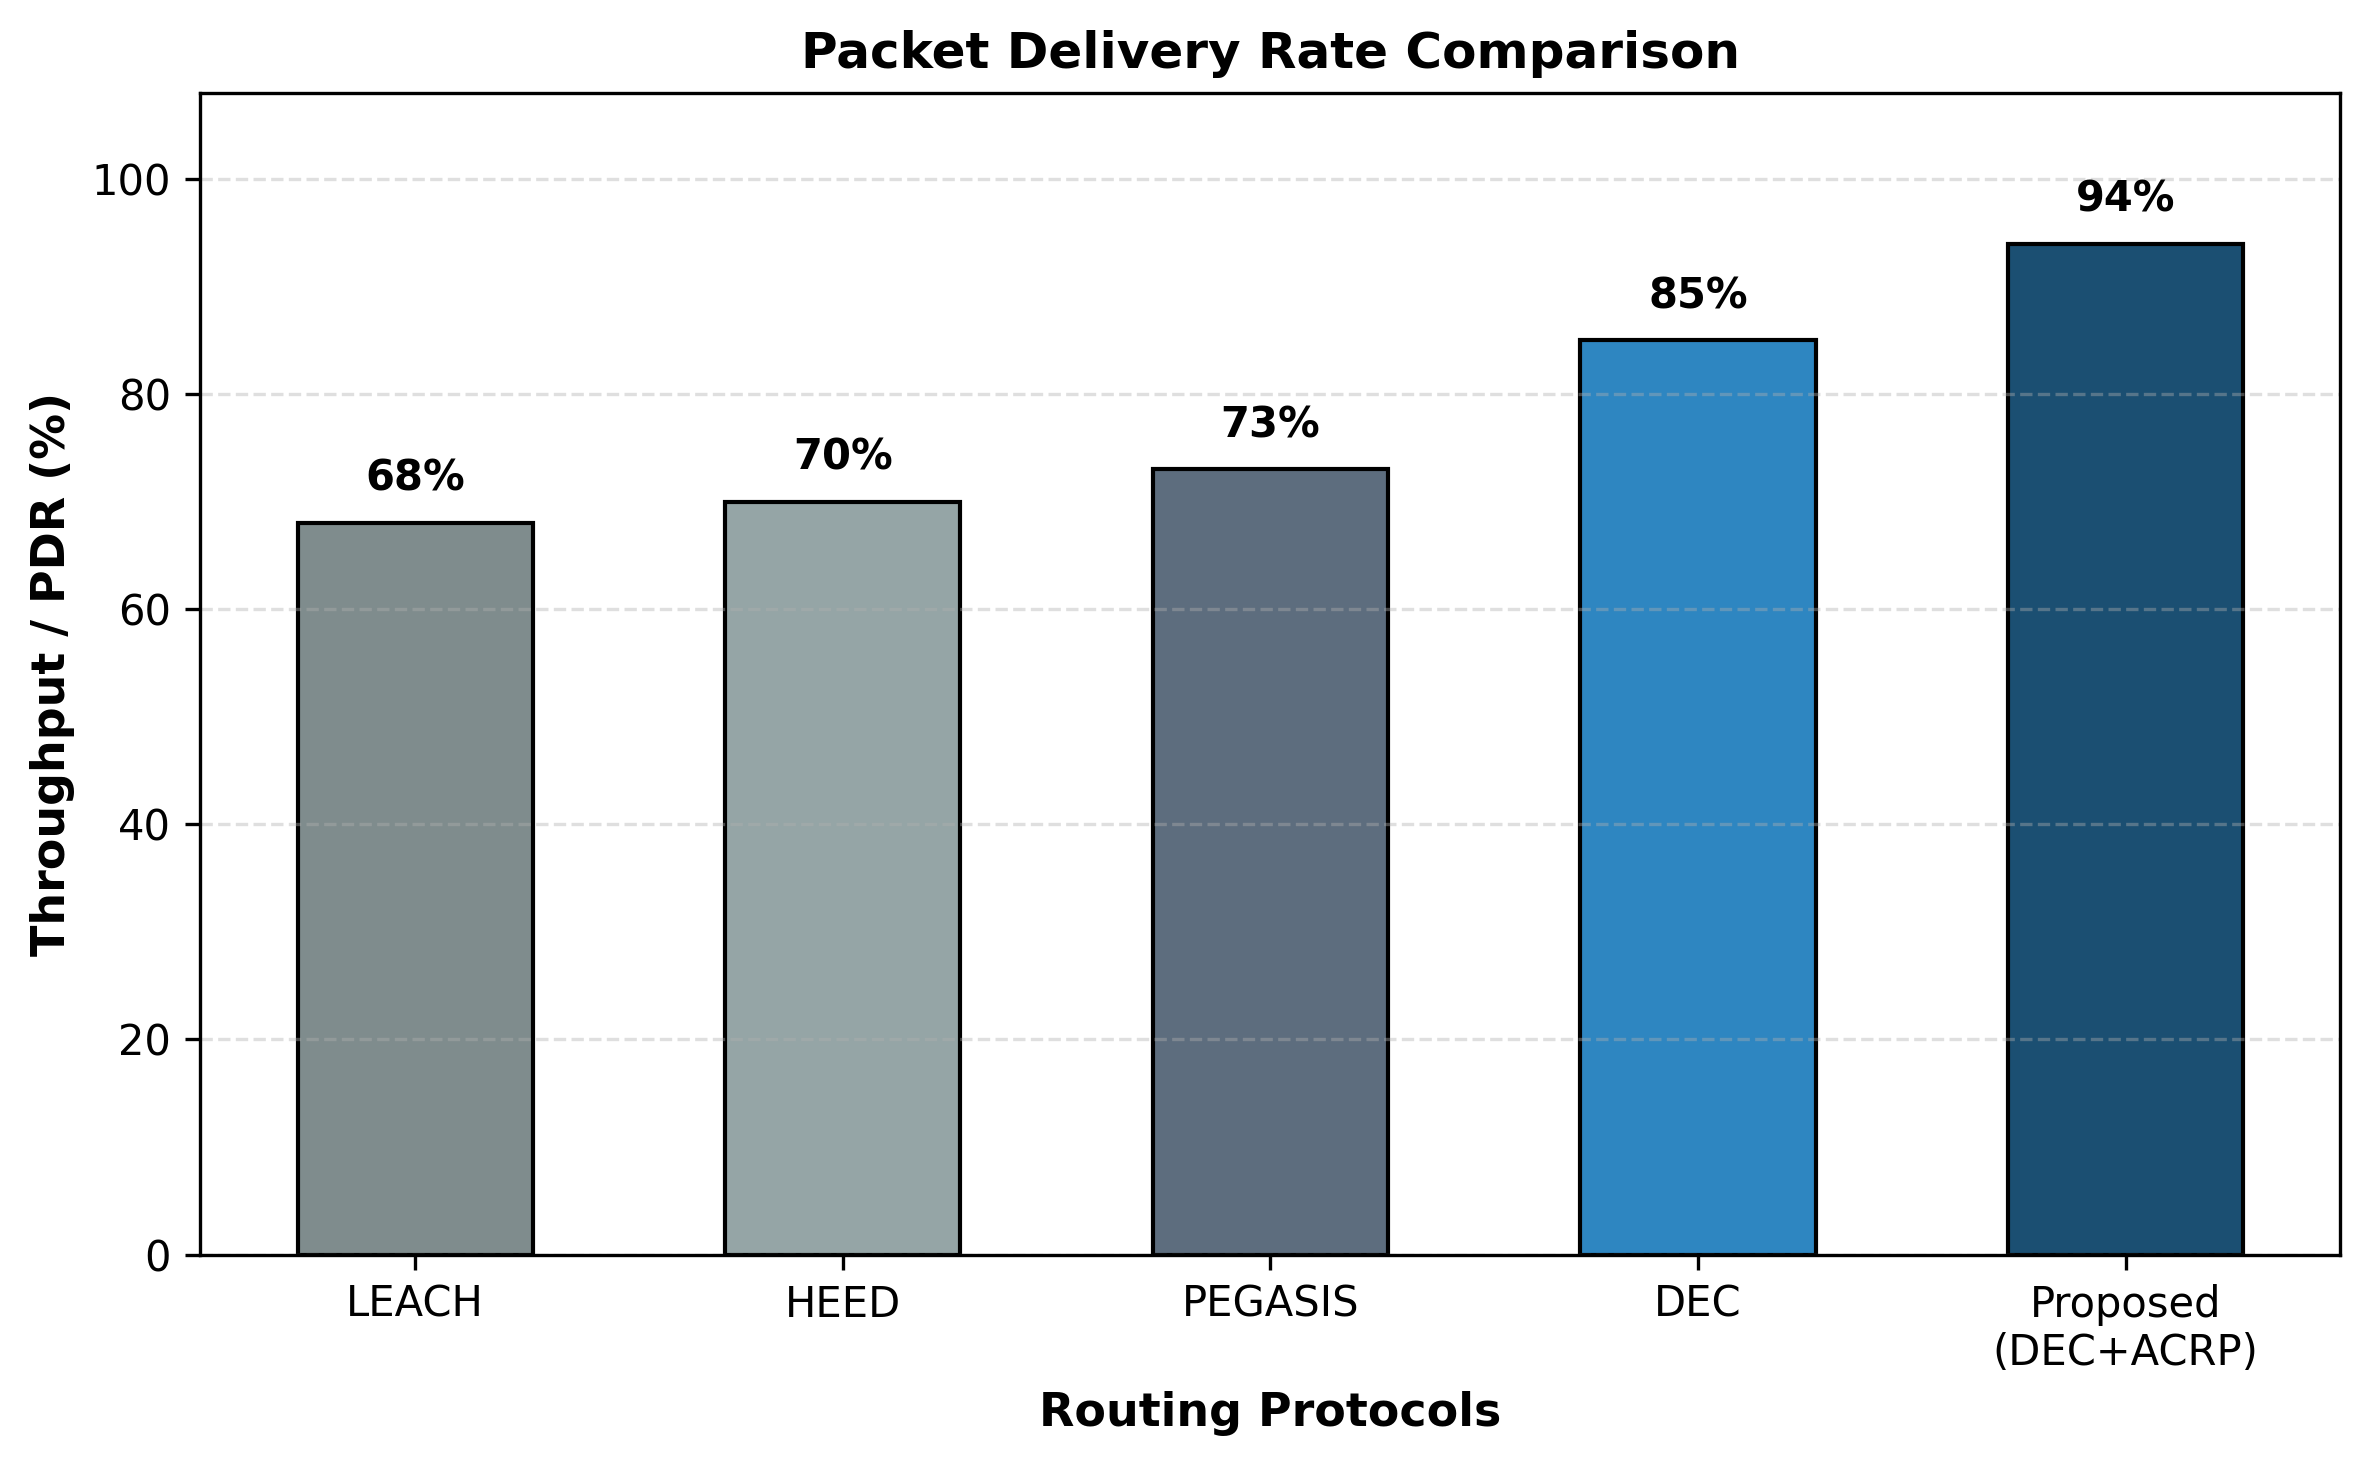 Packet Delivery Rate Comparison
Throughput / PDR (%)
100
80
60
40
20
0
68%
70%
73%
85%
94%
LEACH
HEED
PEGASIS
DEC
Proposed
(DEC+ACRP)
Routing Protocols